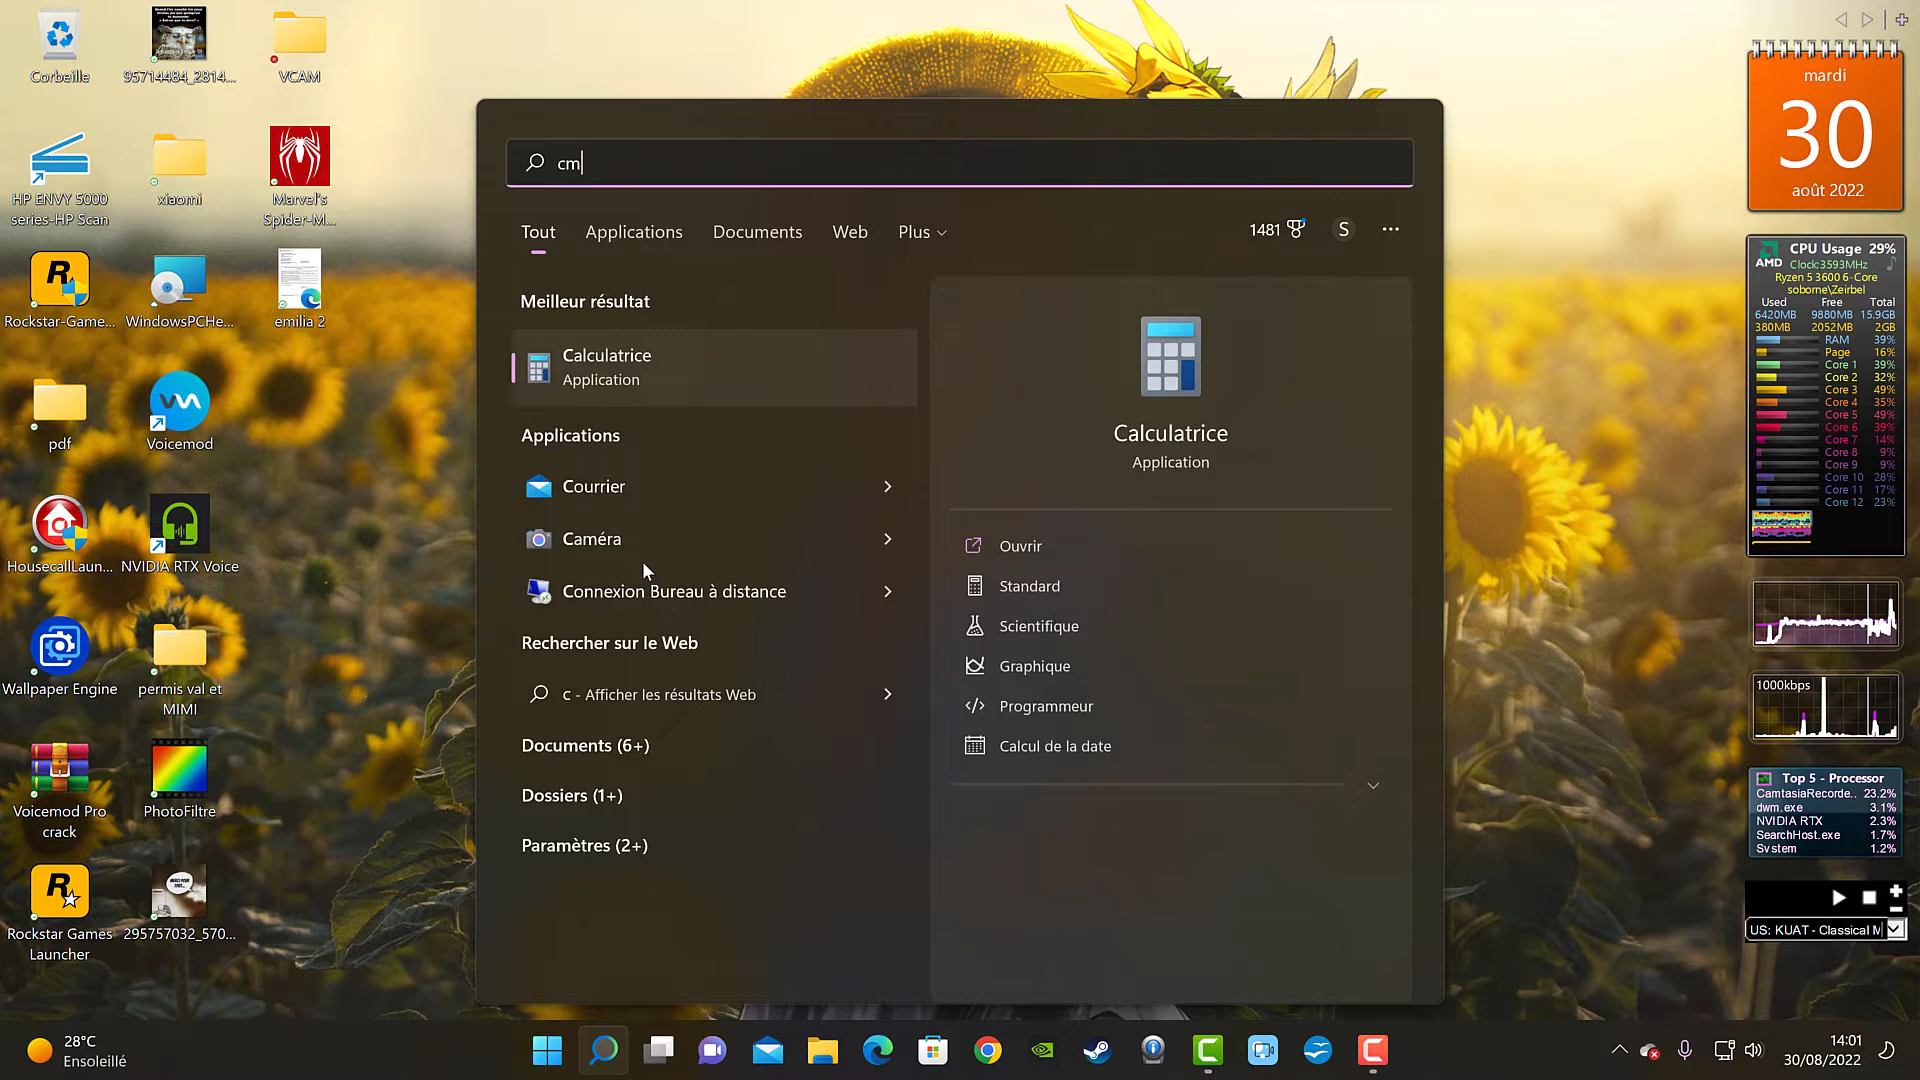 Corbeille
95714484_2814...
VCAM
HP ENVY 5000
series-HP Scan
xiaomi
Marvel's
Spider-M...
Rockstar-Game...
WindowsPCHe...
emilia 2
pdf
Voicemod
HousecallLaun...
NVIDIA RTX Voice
Wallpaper Engine
permis val et
MIMI
Voicemod Pro
crack
PhotoFiltre
Rockstar Games
Launcher
295757032_570...
cm
Tout
Applications
Documents
Web
Plus
1481
S
Meilleur résultat
Calculatrice
Application
Applications
Courrier
Caméra
Connexion Bureau à distance
Rechercher sur le Web
c - Afficher les résultats Web
Documents (6+)
Dossiers (1+)
Paramètres (2+)
Calculatrice
Application
Ouvrir
Standard
Scientifique
Graphique
Programmeur
Calcul de la date
mardi
30
août 2022
AMD
CPU Usage 29%
Clock:3593MHz
Ryzen 5 3600 6-Core
soborne\Zeirbel
Used Free Total
6420MB 9880MB 15.9GB
380MB 2052MB 2GB
RAM 39%
Page 16%
Core 1 39%
Core 2 32%
Core 3 49%
Core 4 35%
Core 5 49%
Core 6 39%
Core 7 14%
Core 8 9%
Core 9 9%
Core 10 28%
Core 11 17%
Core 12 23%
1000kbps
Top 5 - Processor
CamtasiaRecorde.. 23.2%
dwm.exe 3.1%
NVIDIA RTX 2.3%
SearchHost.exe 1.7%
System 1.2%
US: KUAT - Classical M
28°C
Ensoleillé
14:01
30/08/2022